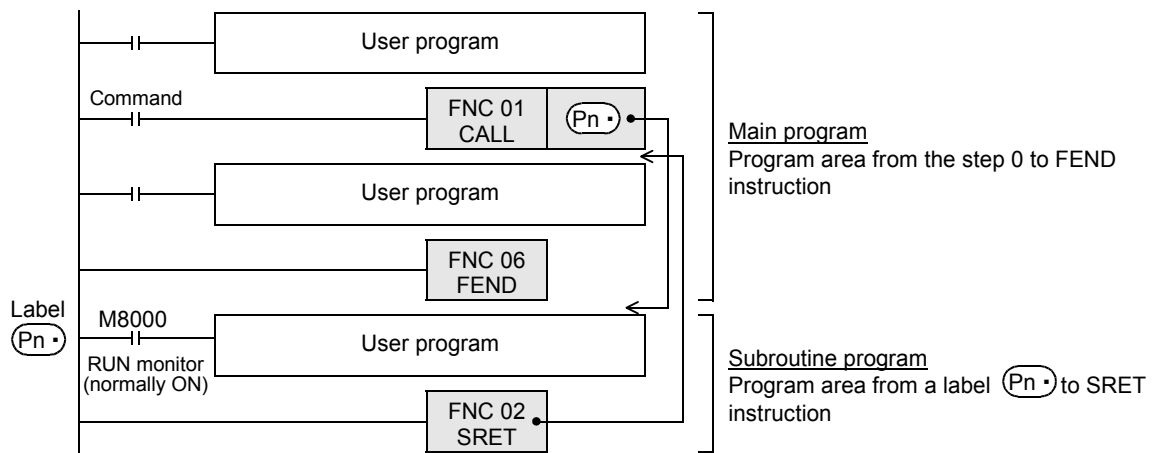 User program
Command
FNC 01
CALL
Pn •
User program
Main program
Program area from the step 0 to FEND
instruction
FNC 06
FEND
Label
Pn •
M8000
RUN monitor
(normally ON)
User program
Subroutine program
Program area from a label Pn • to SRET
instruction
FNC 02
SRET